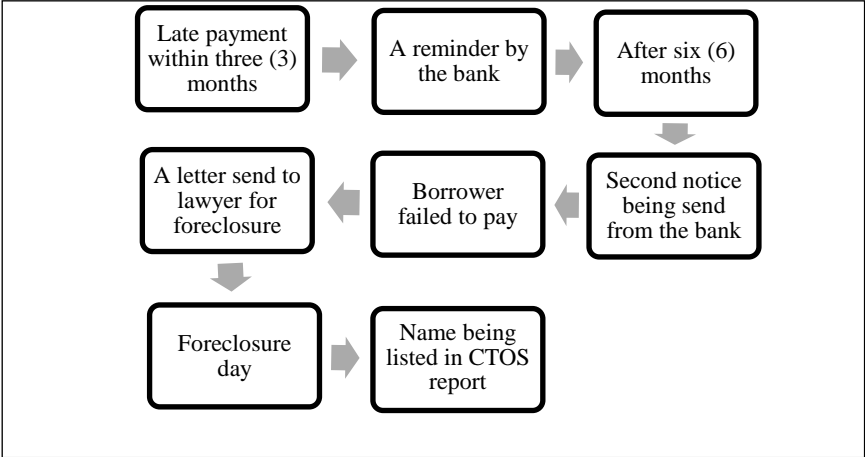 Late payment
within three (3)
months
A reminder by
the bank
After six (6)
months
Second notice
being send
from the bank
Borrower
failed to pay
A letter send to
lawyer for
foreclosure
Foreclosure
day
Name being
listed in CTOS
report